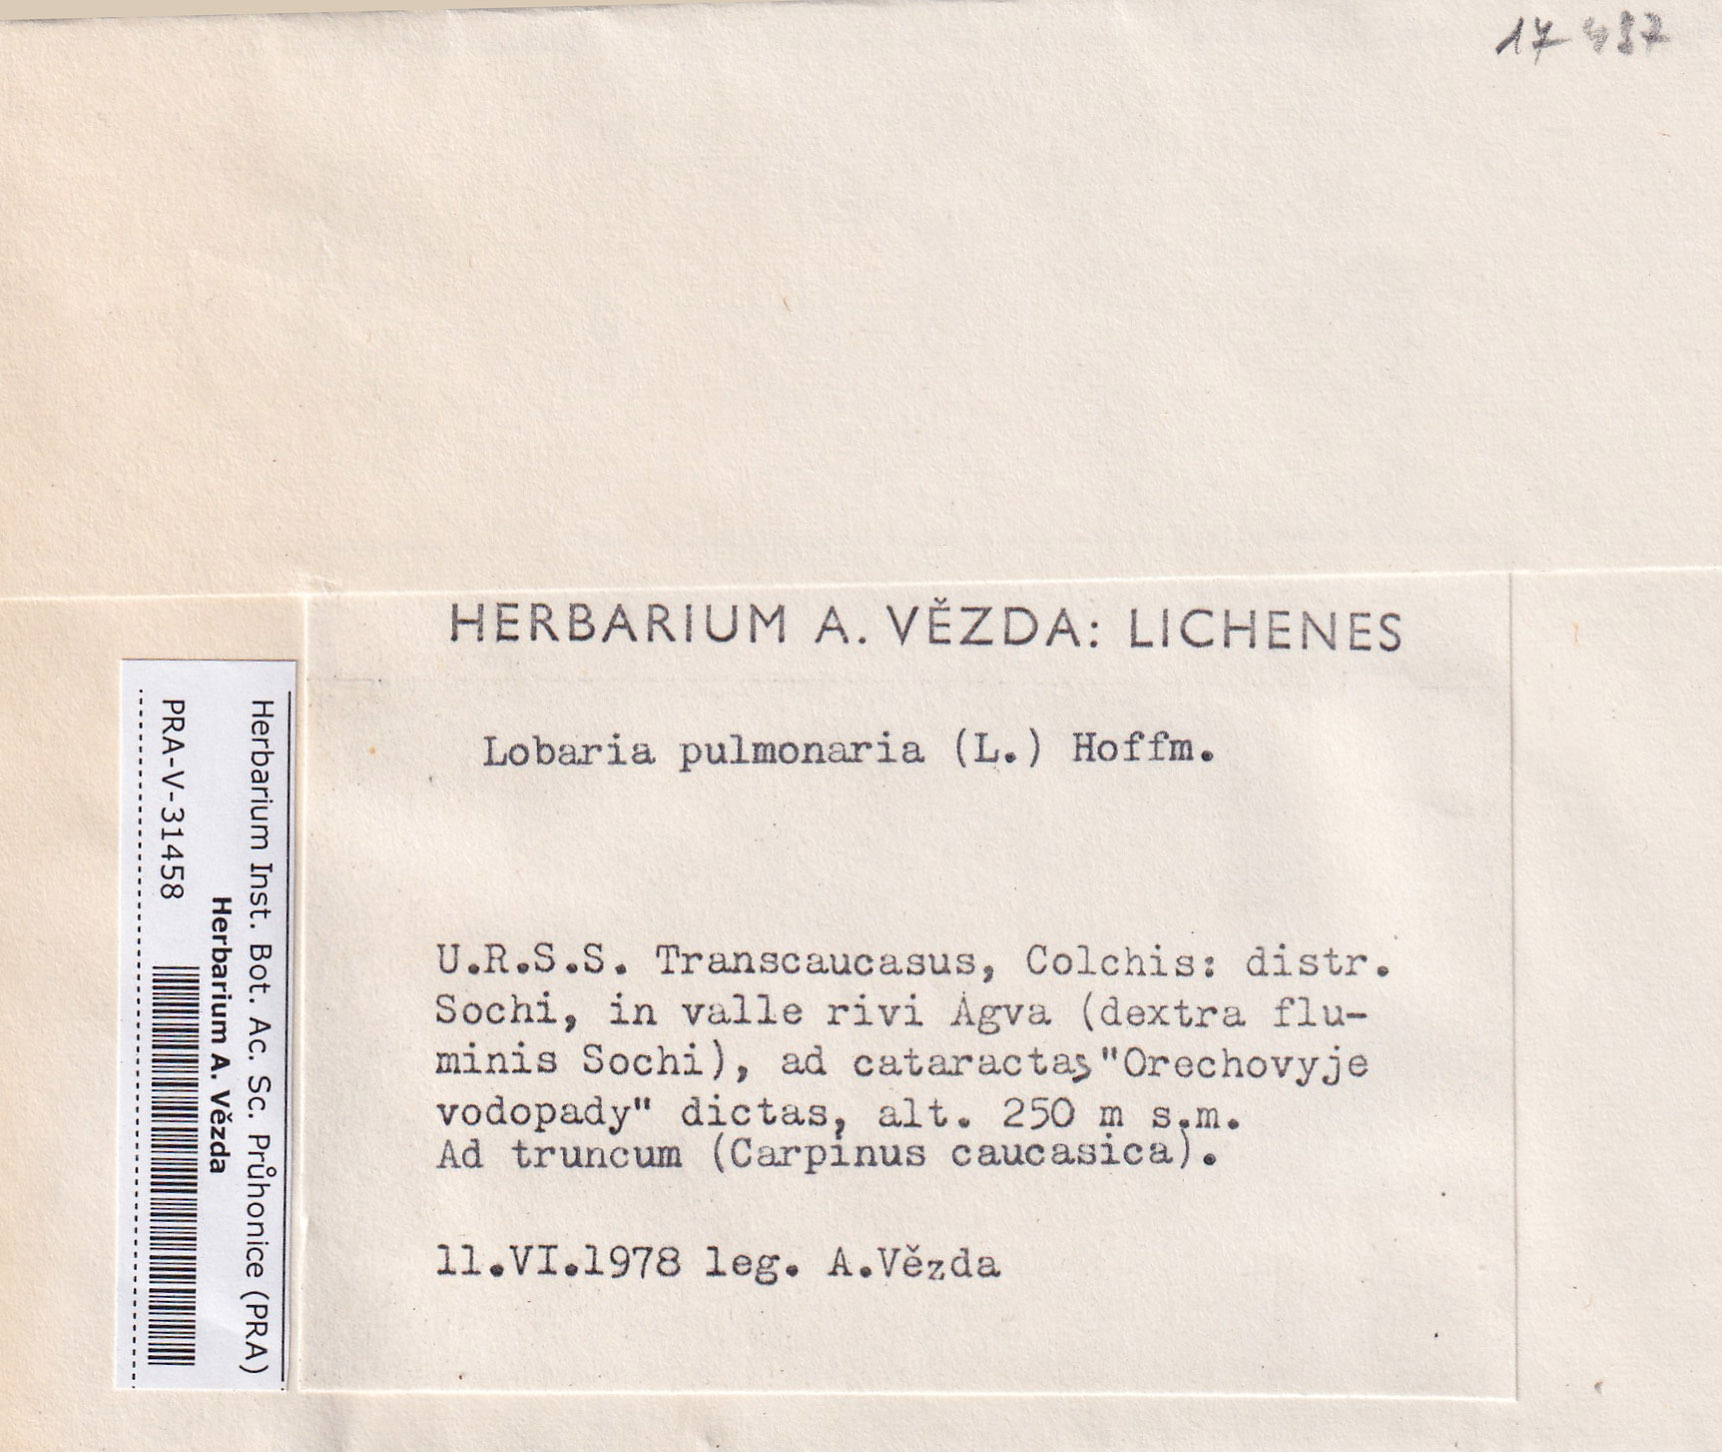 17 487
HERBARIUM A. VĚZDA: LICHENES
Lobaria pulmonaria (L.) Hoffm.
U.R.S.S. Transcaucasus, Colchis: distr.
Sochi, in valle rivi Agva (dextra flu-
minis Sochi), ad cataractas "Orechovyje
vodopady" dictas, alt. 250 m s.m.
Ad truncum (Carpinus caucasica).
11.VI.1978 leg. A.Vězda
Herbarium Inst. Bot. Ac. Sc. Průhonice (PRA)
Herbarium A. Vězda
PRA-V-31458